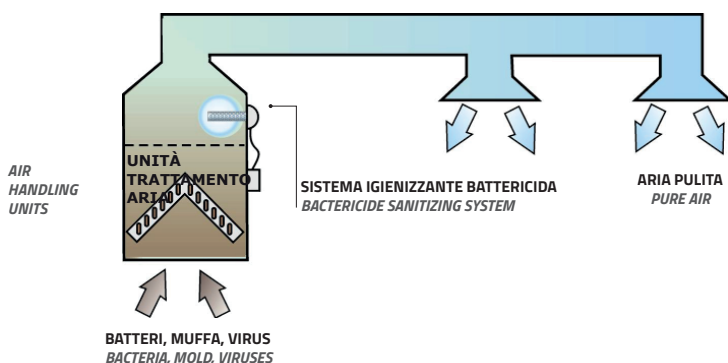 AIR
HANDLING
UNITS
UNITÀ
TRATTAMENTO
ARIA
SISTEMA IGIENIZZANTE BATTERICIDA
BACTERICIDE SANITIZING SYSTEM
ARIA PULITA
PURE AIR
BATTERI, MUFFA, VIRUS
BACTERIA, MOLD, VIRUSES